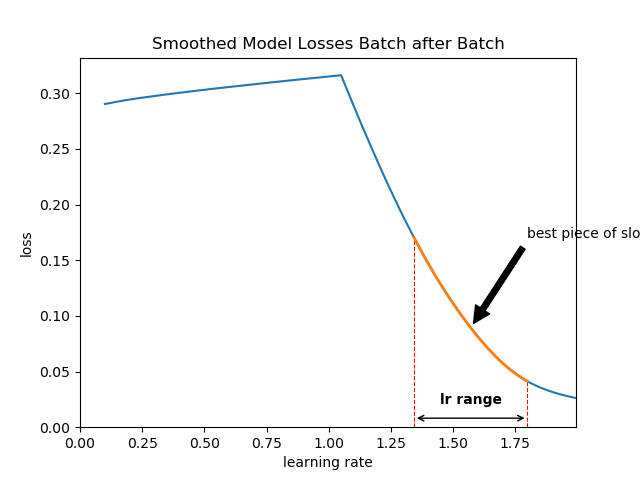 Smoothed Model Losses Batch after Batch
0.30
0.25
0.20
0.15
0.10
0.05
0.00
loss
best piece of slo
lr range
0.00 0.25 0.50 0.75 1.00 1.25 1.50 1.75
learning rate